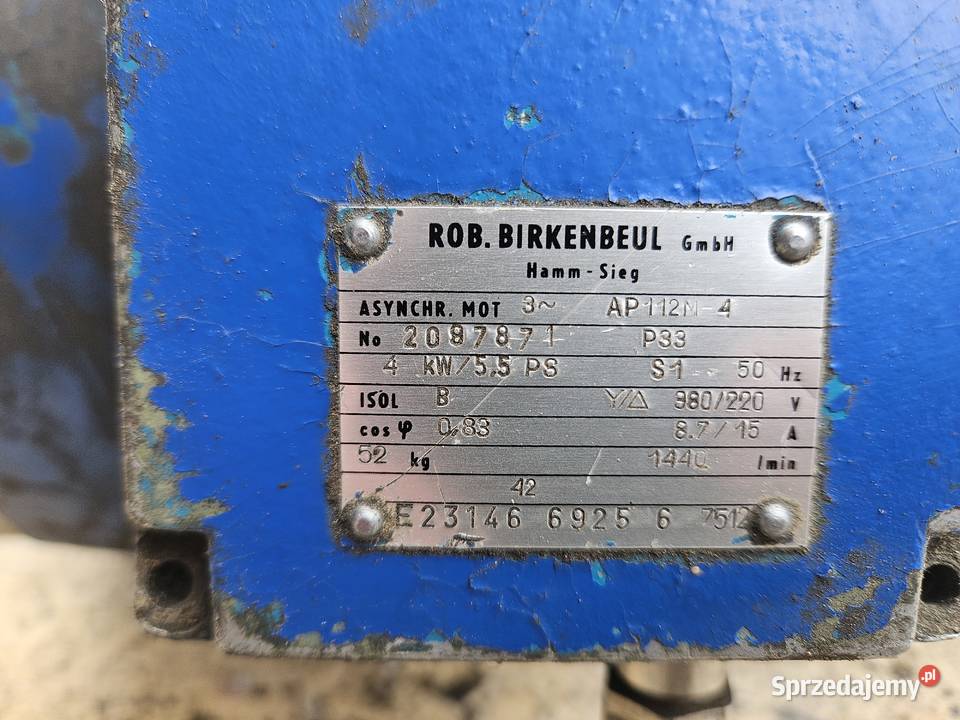 ROB. BIRKENBEUL GmbH
Hamm-Sieg
ASYNCHR. MOT 3~ AP112M-4
No 2087871 P33
4 kW/5,5 PS S1 50 Hz
ISOL B Y/Δ 380/220 V
cos φ 0,83 8.7/15 A
52 kg 1440 /min
42
E23146 6925 6 7512
Sprzedajemy.pl